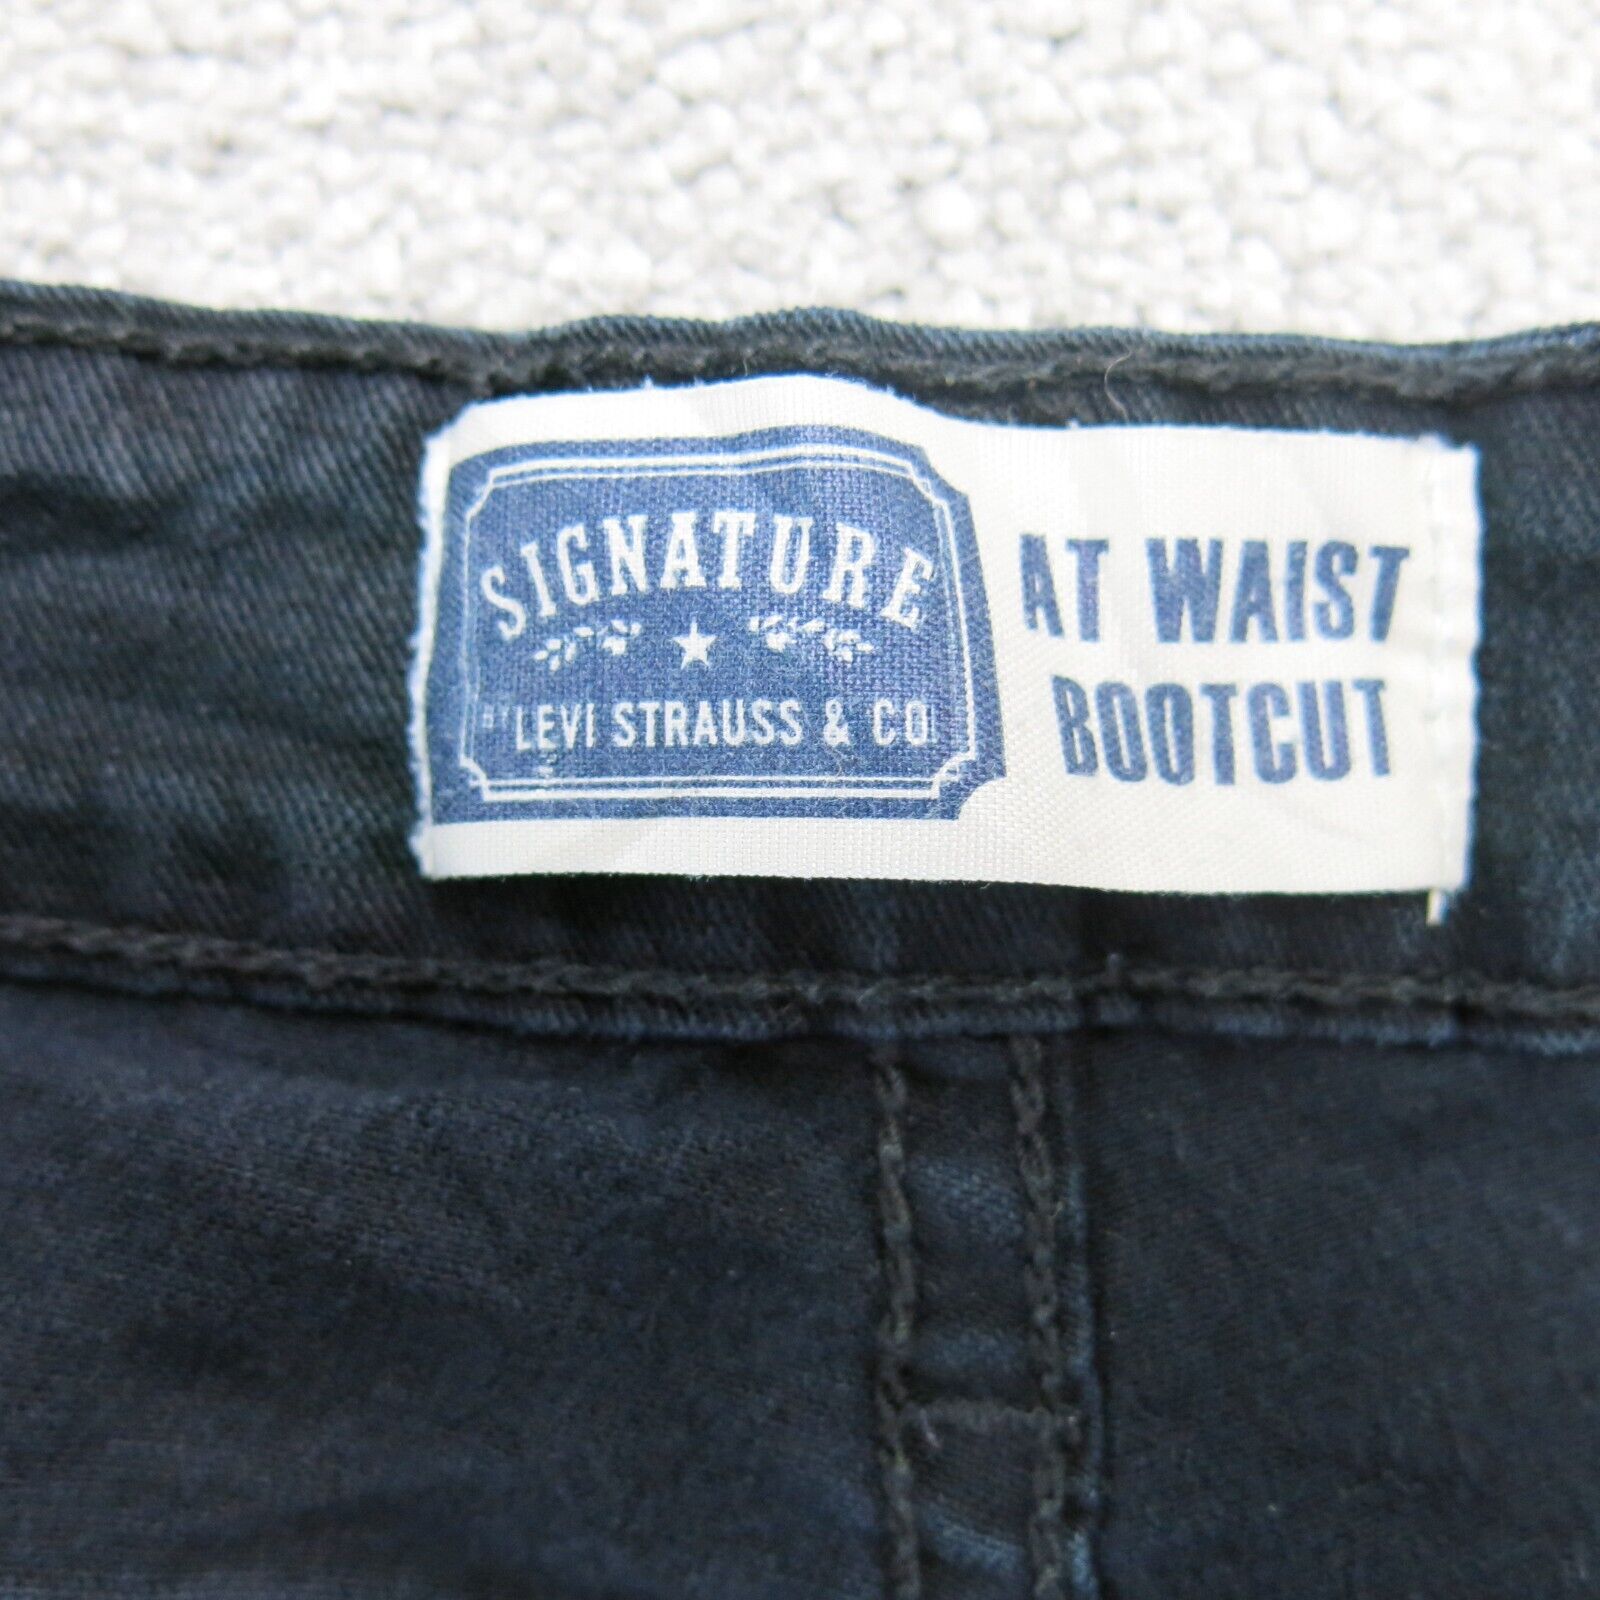 SIGNATURE
BY LEVI STRAUSS & CO.
AT WAIST
BOOTCUT